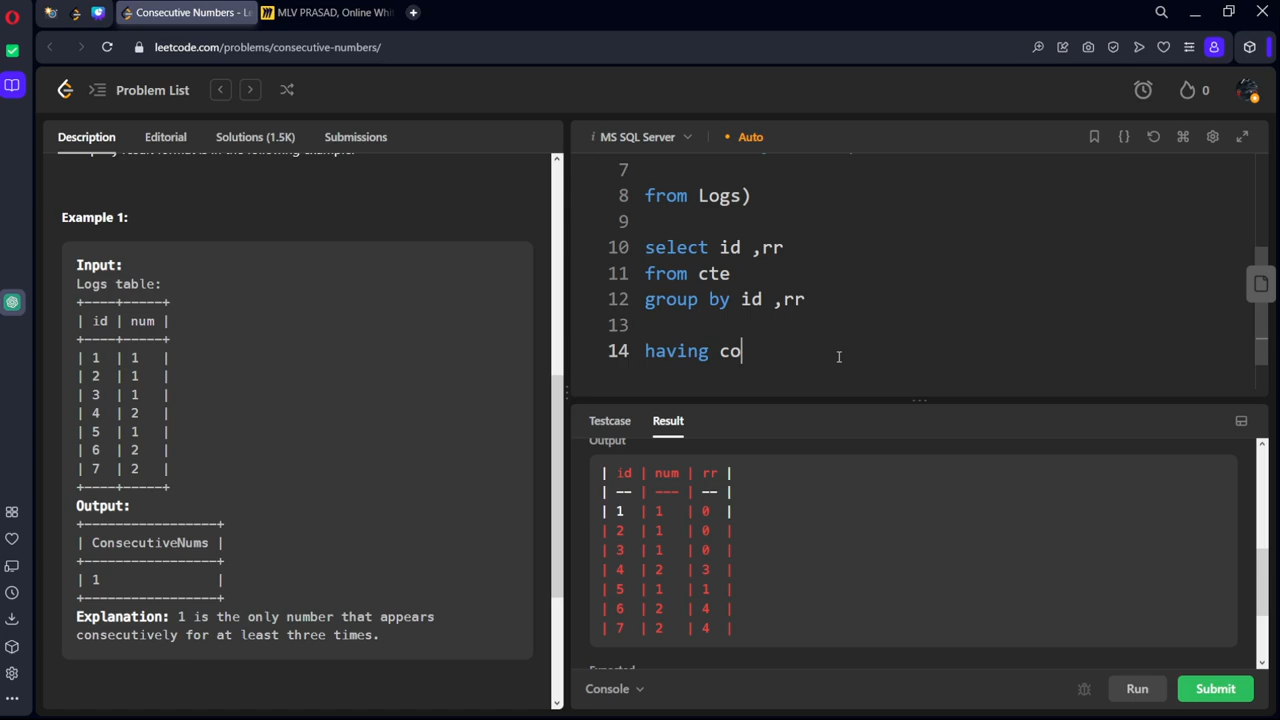 Consecutive Numbers - Le
MLV PRASAD, Online Whi
leetcode.com/problems/consecutive-numbers/
Problem List
0
Description
Editorial
Solutions (1.5K)
Submissions
MS SQL Server
Auto
Example 1:
Input:
Logs table:
+----+-----+
| id | num |
+----+-----+
| 1 | 1 |
| 2 | 1 |
| 3 | 1 |
| 4 | 2 |
| 5 | 1 |
| 6 | 2 |
| 7 | 2 |
+----+-----+
Output:
+-----------------+
| ConsecutiveNums |
+-----------------+
| 1 |
+-----------------+
Explanation: 1 is the only number that appears
consecutively for at least three times.
7
8 from Logs)
9
10 select id ,rr
11 from cte
12 group by id ,rr
13
14 having co
Testcase
Result
Output
| id | num | rr |
| -- | --- | -- |
| 1 | 1 | 0 |
| 2 | 1 | 0 |
| 3 | 1 | 0 |
| 4 | 2 | 3 |
| 5 | 1 | 1 |
| 6 | 2 | 4 |
| 7 | 2 | 4 |
Console
Run
Submit